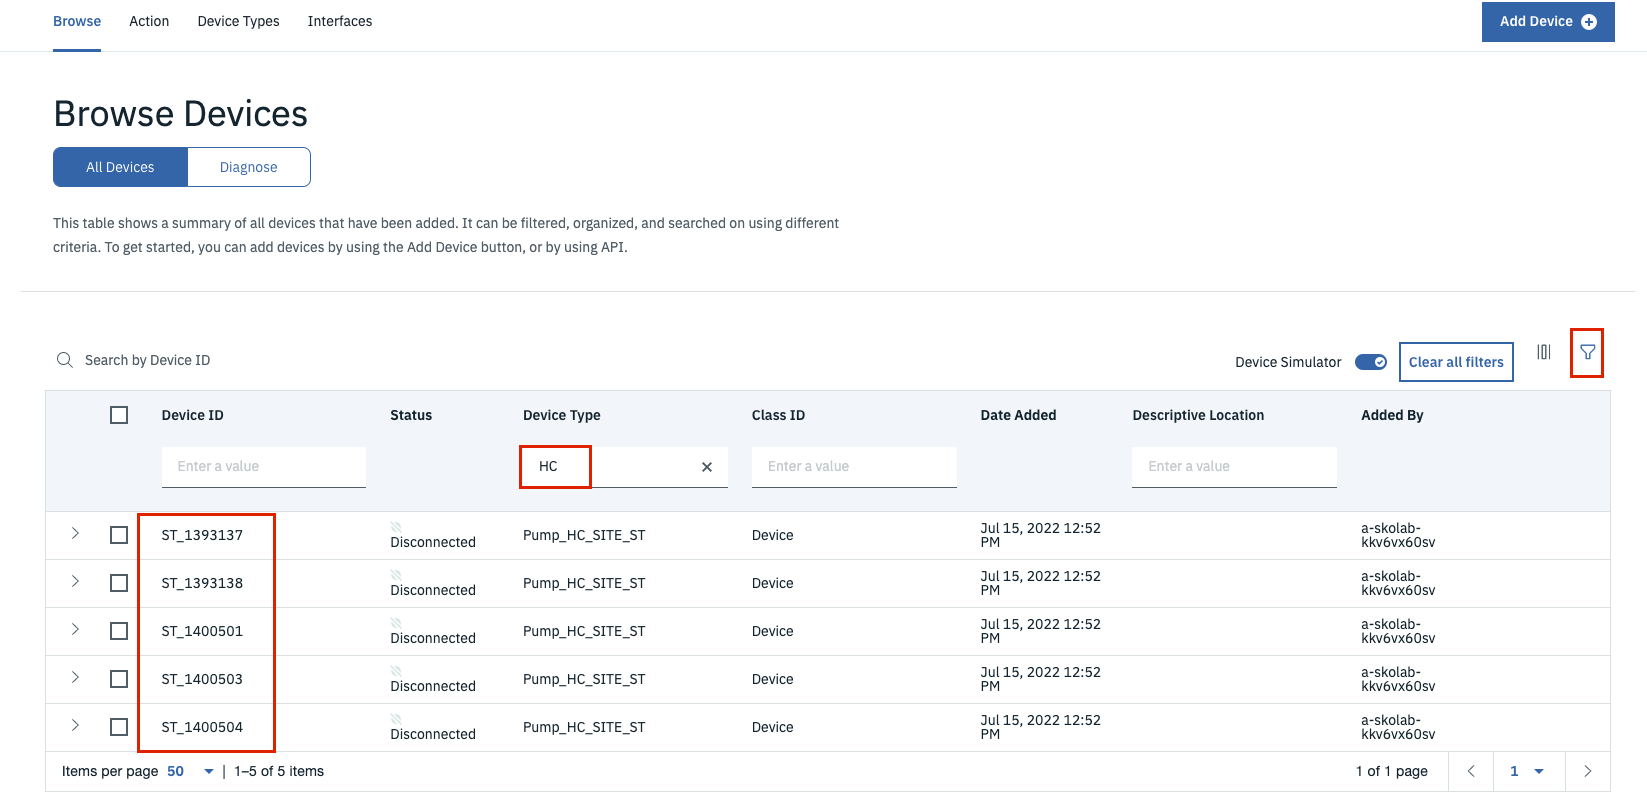 Browse Action Device Types Interfaces Add Device
Browse Devices
All Devices Diagnose
This table shows a summary of all devices that have been added. It can be filtered, organized, and searched on using different
criteria. To get started, you can add devices by using the Add Device button, or by using API.
Search by Device ID Device Simulator Clear all filters
Device ID Status Device Type Class ID Date Added Descriptive Location Added By
Enter a value HC Enter a value Enter a value
ST_1393137 Disconnected Pump_HC_SITE_ST Device Jul 15, 2022 12:52 PM a-skolab-kkv6vx60sv
ST_1393138 Disconnected Pump_HC_SITE_ST Device Jul 15, 2022 12:52 PM a-skolab-kkv6vx60sv
ST_1400501 Disconnected Pump_HC_SITE_ST Device Jul 15, 2022 12:52 PM a-skolab-kkv6vx60sv
ST_1400503 Disconnected Pump_HC_SITE_ST Device Jul 15, 2022 12:52 PM a-skolab-kkv6vx60sv
ST_1400504 Disconnected Pump_HC_SITE_ST Device Jul 15, 2022 12:52 PM a-skolab-kkv6vx60sv
Items per page 50 | 1–5 of 5 items 1 of 1 page 1